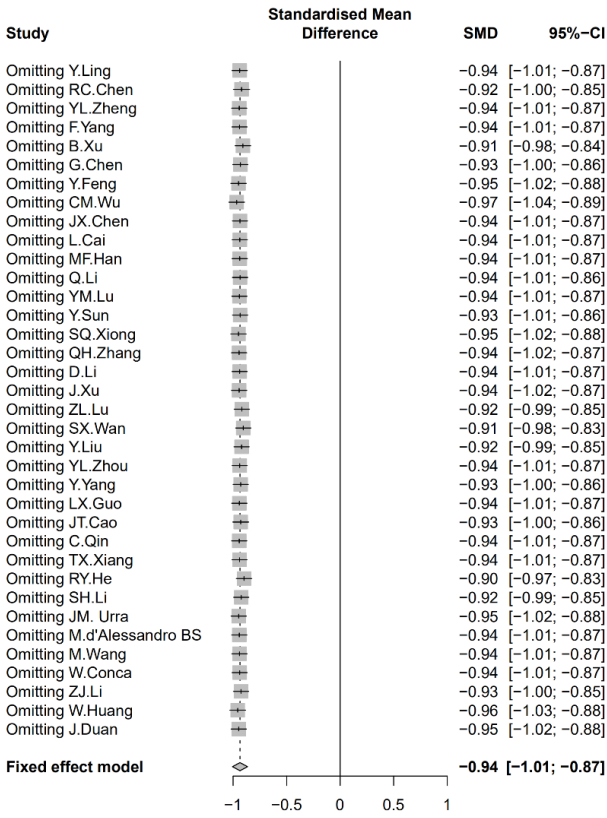 Standardised Mean
Study Difference SMD 95%−CI
Omitting Y.Ling −0.94 [−1.01; −0.87]
Omitting RC.Chen −0.92 [−1.00; −0.85]
Omitting YL.Zheng −0.94 [−1.01; −0.87]
Omitting F.Yang −0.94 [−1.01; −0.87]
Omitting B.Xu −0.91 [−0.98; −0.84]
Omitting G.Chen −0.93 [−1.00; −0.86]
Omitting Y.Feng −0.95 [−1.02; −0.88]
Omitting CM.Wu −0.97 [−1.04; −0.89]
Omitting JX.Chen −0.94 [−1.01; −0.87]
Omitting L.Cai −0.94 [−1.01; −0.87]
Omitting MF.Han −0.94 [−1.01; −0.87]
Omitting Q.Li −0.94 [−1.01; −0.86]
Omitting YM.Lu −0.94 [−1.01; −0.87]
Omitting Y.Sun −0.93 [−1.01; −0.86]
Omitting SQ.Xiong −0.95 [−1.02; −0.88]
Omitting QH.Zhang −0.94 [−1.02; −0.87]
Omitting D.Li −0.94 [−1.01; −0.87]
Omitting J.Xu −0.94 [−1.02; −0.87]
Omitting ZL.Lu −0.92 [−0.99; −0.85]
Omitting SX.Wan −0.91 [−0.98; −0.83]
Omitting Y.Liu −0.92 [−0.99; −0.85]
Omitting YL.Zhou −0.94 [−1.01; −0.87]
Omitting Y.Yang −0.93 [−1.00; −0.86]
Omitting LX.Guo −0.94 [−1.01; −0.87]
Omitting JT.Cao −0.93 [−1.00; −0.86]
Omitting C.Qin −0.94 [−1.01; −0.87]
Omitting TX.Xiang −0.94 [−1.01; −0.87]
Omitting RY.He −0.90 [−0.97; −0.83]
Omitting SH.Li −0.92 [−0.99; −0.85]
Omitting JM. Urra −0.95 [−1.02; −0.88]
Omitting M.d'Alessandro BS −0.94 [−1.01; −0.87]
Omitting M.Wang −0.94 [−1.01; −0.87]
Omitting W.Conca −0.94 [−1.01; −0.87]
Omitting ZJ.Li −0.93 [−1.00; −0.85]
Omitting W.Huang −0.96 [−1.03; −0.88]
Omitting J.Duan −0.95 [−1.02; −0.88]
Fixed effect model −0.94 [−1.01; −0.87]
−1 −0.5 0 0.5 1